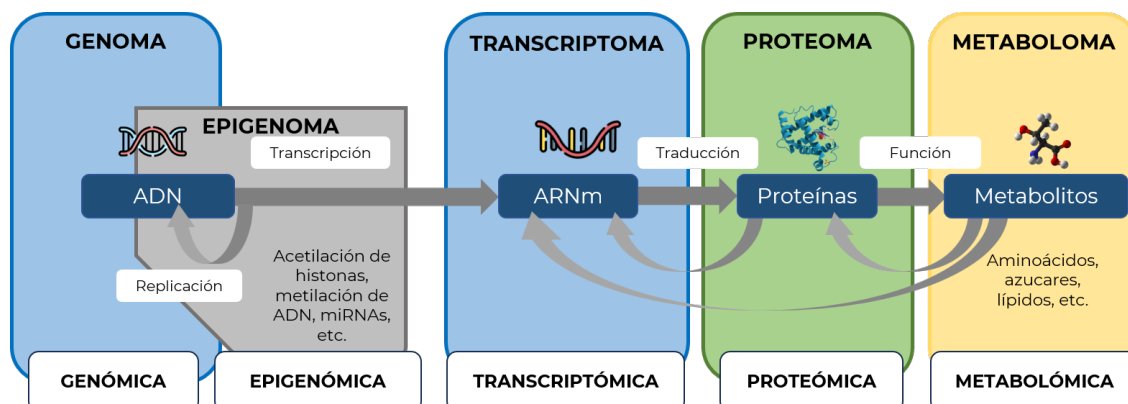 GENOMA
TRANSCRIPTOMA
PROTEOMA
METABOLOMA
EPIGENOMA
Transcripción
Traducción
Función
ADN
ARNm
Proteínas
Metabolitos
Replicación
Acetilación de
histonas,
metilación de
ADN, miRNAs,
etc.
Aminoácidos,
azucares,
lípidos, etc.
GENÓMICA
EPIGENÓMICA
TRANSCRIPTÓMICA
PROTEÓMICA
METABOLÓMICA